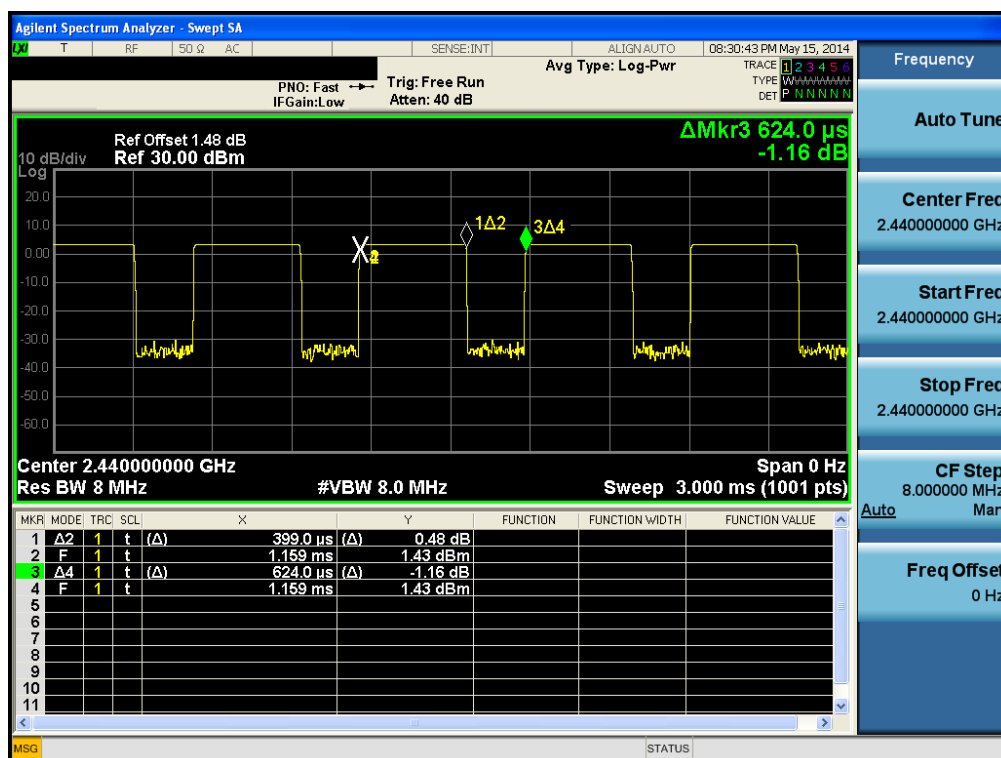 Agilent Spectrum Analyzer - Swept SA
LXI T RF 50 Ω AC SENSE:INT ALIGN AUTO 08:30:43 PM May 15, 2014
Frequency
Avg Type: Log-Pwr
TRACE 1 2 3 4 5 6
PNO: Fast
Trig: Free Run
TYPE WWWWWW
IFGain:Low
Atten: 40 dB
DET P N N N N N
Auto Tune
ΔMkr3 624.0 µs
-1.16 dB
Ref Offset 1.48 dB
10 dB/div Ref 30.00 dBm
Log
20.0
10.0
0.00
-10.0
-20.0
-30.0
-40.0
-50.0
-60.0
1Δ2
3Δ4
Center Freq
2.440000000 GHz
Start Freq
2.440000000 GHz
Stop Freq
2.440000000 GHz
Center 2.440000000 GHz Span 0 Hz
Res BW 8 MHz #VBW 8.0 MHz Sweep 3.000 ms (1001 pts)
CF Step
8.000000 MHz
Auto Man
MKR MODE TRC SCL X Y FUNCTION FUNCTION WIDTH FUNCTION VALUE
1 Δ2 1 t (Δ) 399.0 µs (Δ) 0.48 dB
2 F 1 t 1.159 ms 1.43 dBm
3 Δ4 1 t (Δ) 624.0 µs (Δ) -1.16 dB
4 F 1 t 1.159 ms 1.43 dBm
5
6
7
8
9
10
11
Freq Offset
0 Hz
MSG STATUS